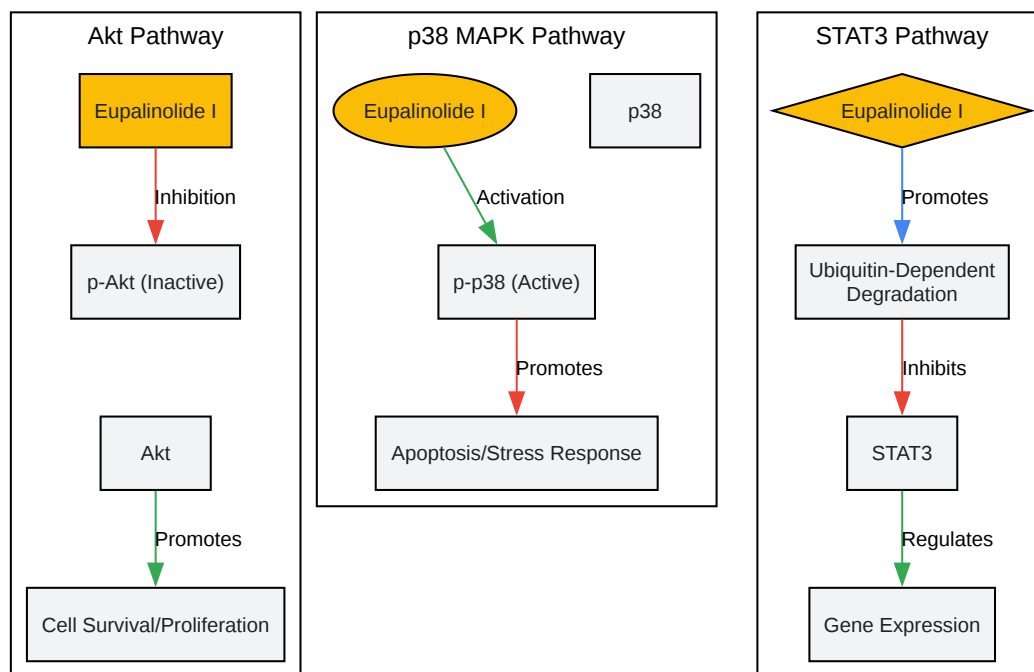 Akt Pathway
Eupalinolide I
Inhibition
p-Akt (Inactive)
Akt
Promotes
Cell Survival/Proliferation
p38 MAPK Pathway
Eupalinolide I
p38
Activation
p-p38 (Active)
Promotes
Apoptosis/Stress Response
STAT3 Pathway
Eupalinolide I
Promotes
Ubiquitin-Dependent
Degradation
Inhibits
STAT3
Regulates
Gene Expression